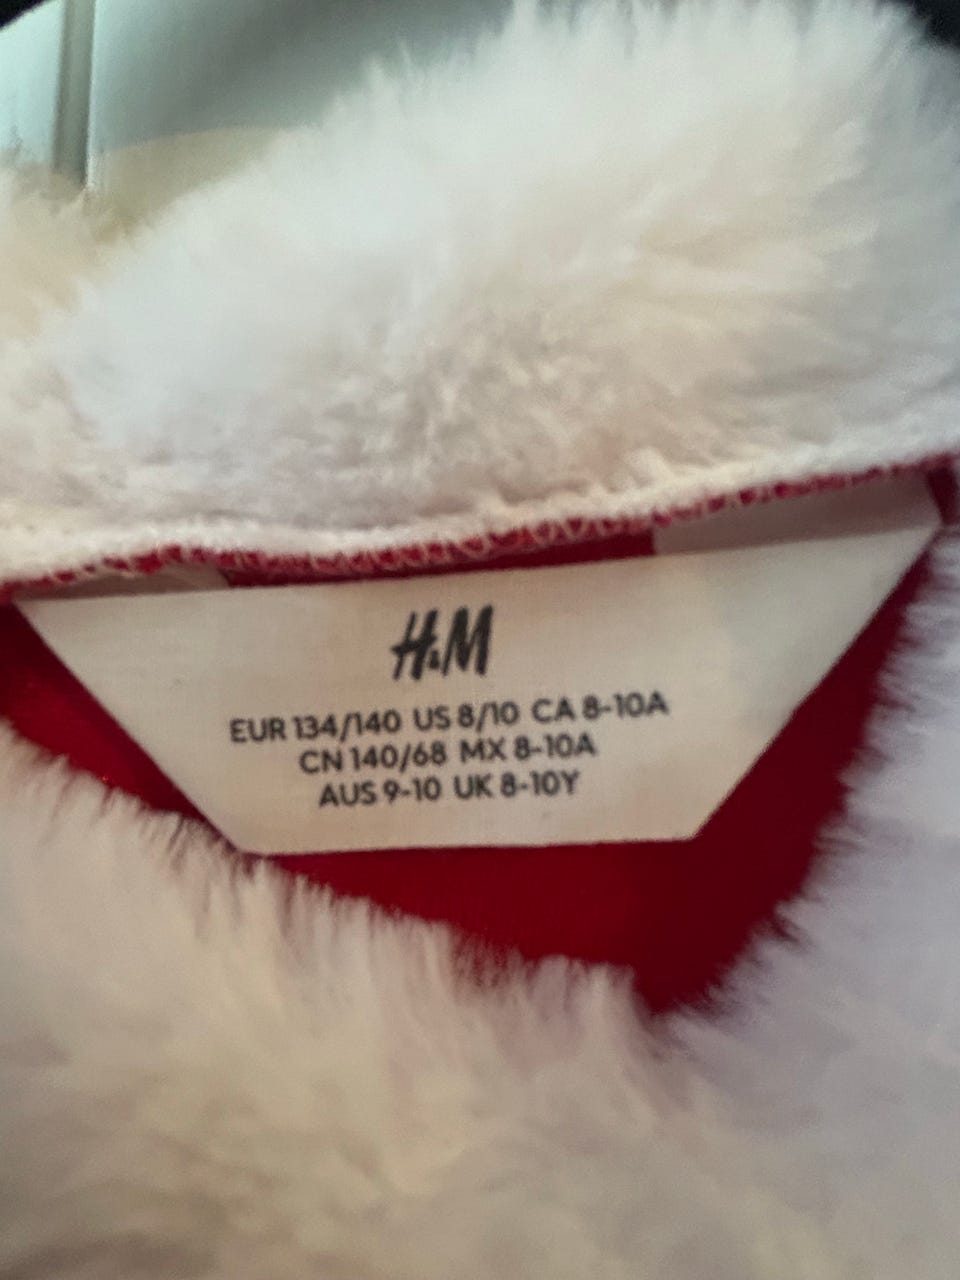 H&M
EUR 134/140 US 8/10 CA 8-10A
CN 140/68 MX 8-10A
AUS 9-10 UK 8-10Y